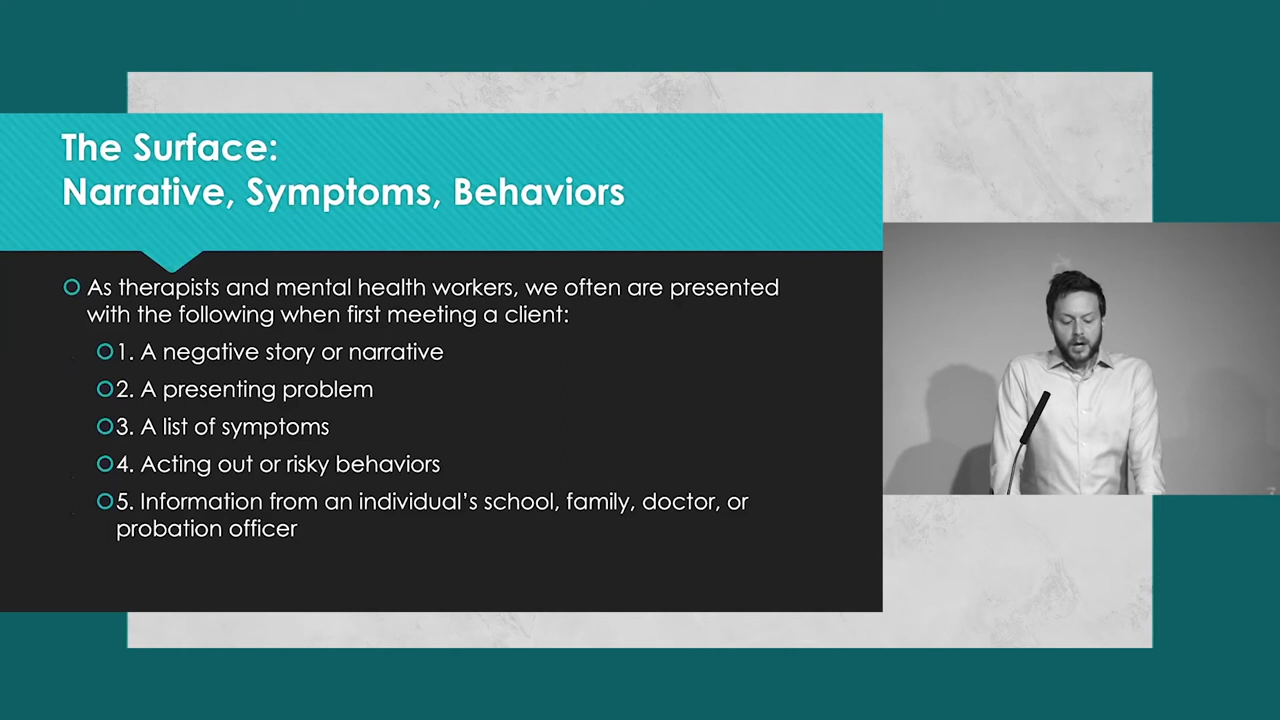 The Surface:
Narrative, Symptoms, Behaviors
As therapists and mental health workers, we often are presented
with the following when first meeting a client:
1. A negative story or narrative
2. A presenting problem
3. A list of symptoms
4. Acting out or risky behaviors
5. Information from an individual’s school, family, doctor, or
probation officer